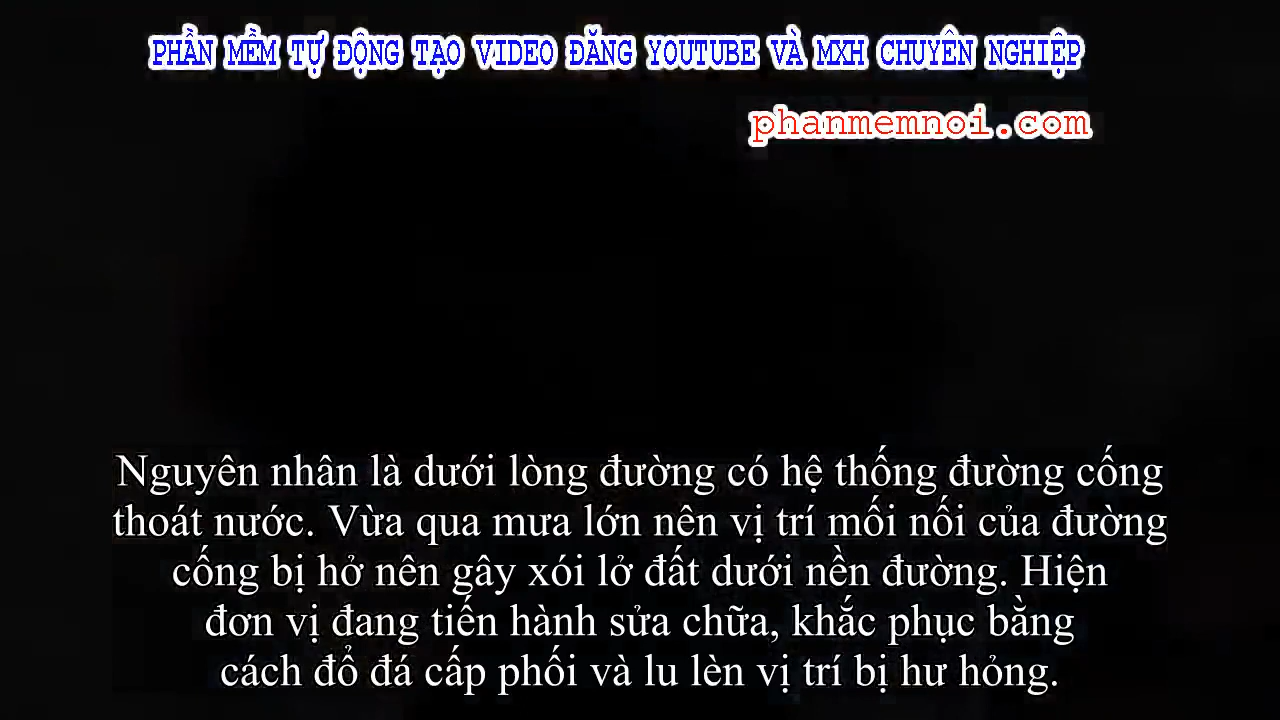 PHẦN MỀM TỰ ĐỘNG TẠO VIDEO ĐĂNG YOUTUBE VÀ MXH CHUYÊN NGHIỆP
phanmemnoi.com
Nguyên nhân là dưới lòng đường có hệ thống đường cống
thoát nước. Vừa qua mưa lớn nên vị trí mối nối của đường
cống bị hở nên gây xói lở đất dưới nền đường. Hiện
đơn vị đang tiến hành sửa chữa, khắc phục bằng
cách đổ đá cấp phối và lu lèn vị trí bị hư hỏng.